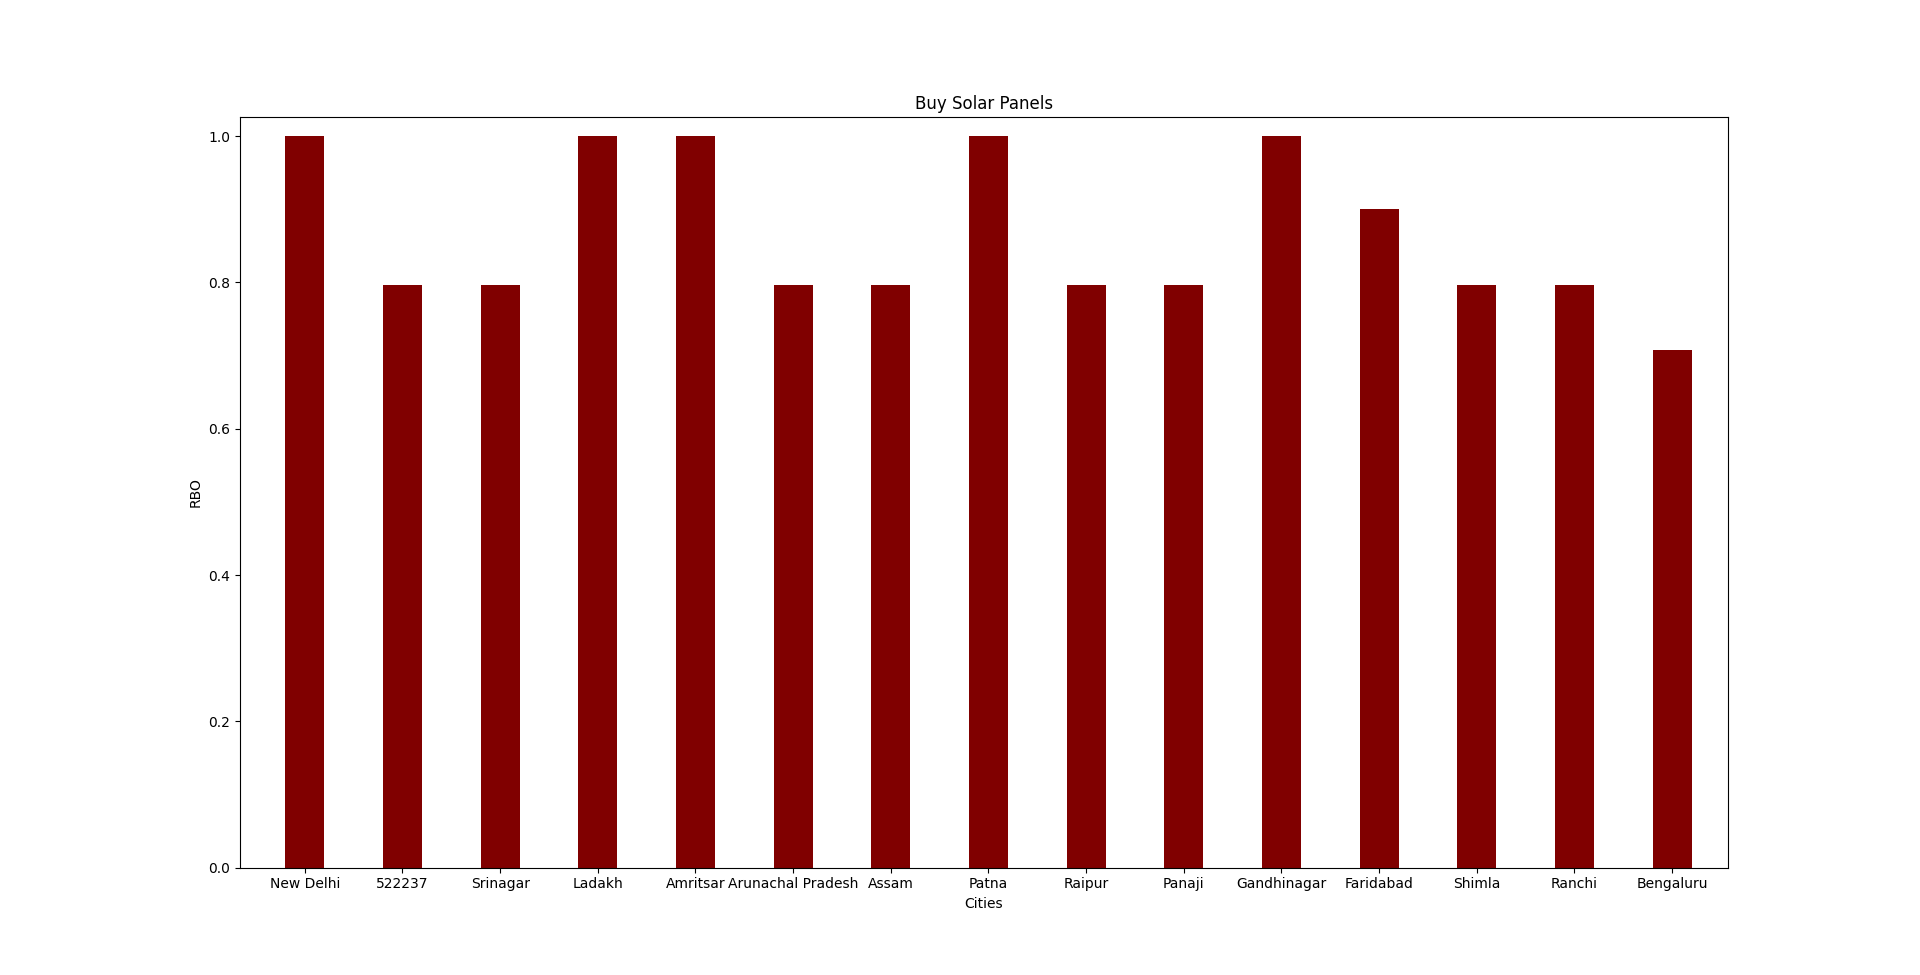 Buy Solar Panels
1.0
0.8
0.6
0.4
0.2
0.0
RBO
New Delhi 522237 Srinagar Ladakh Amritsar Arunachal Pradesh Assam Patna Raipur Panaji Gandhinagar Faridabad Shimla Ranchi Bengaluru
Cities